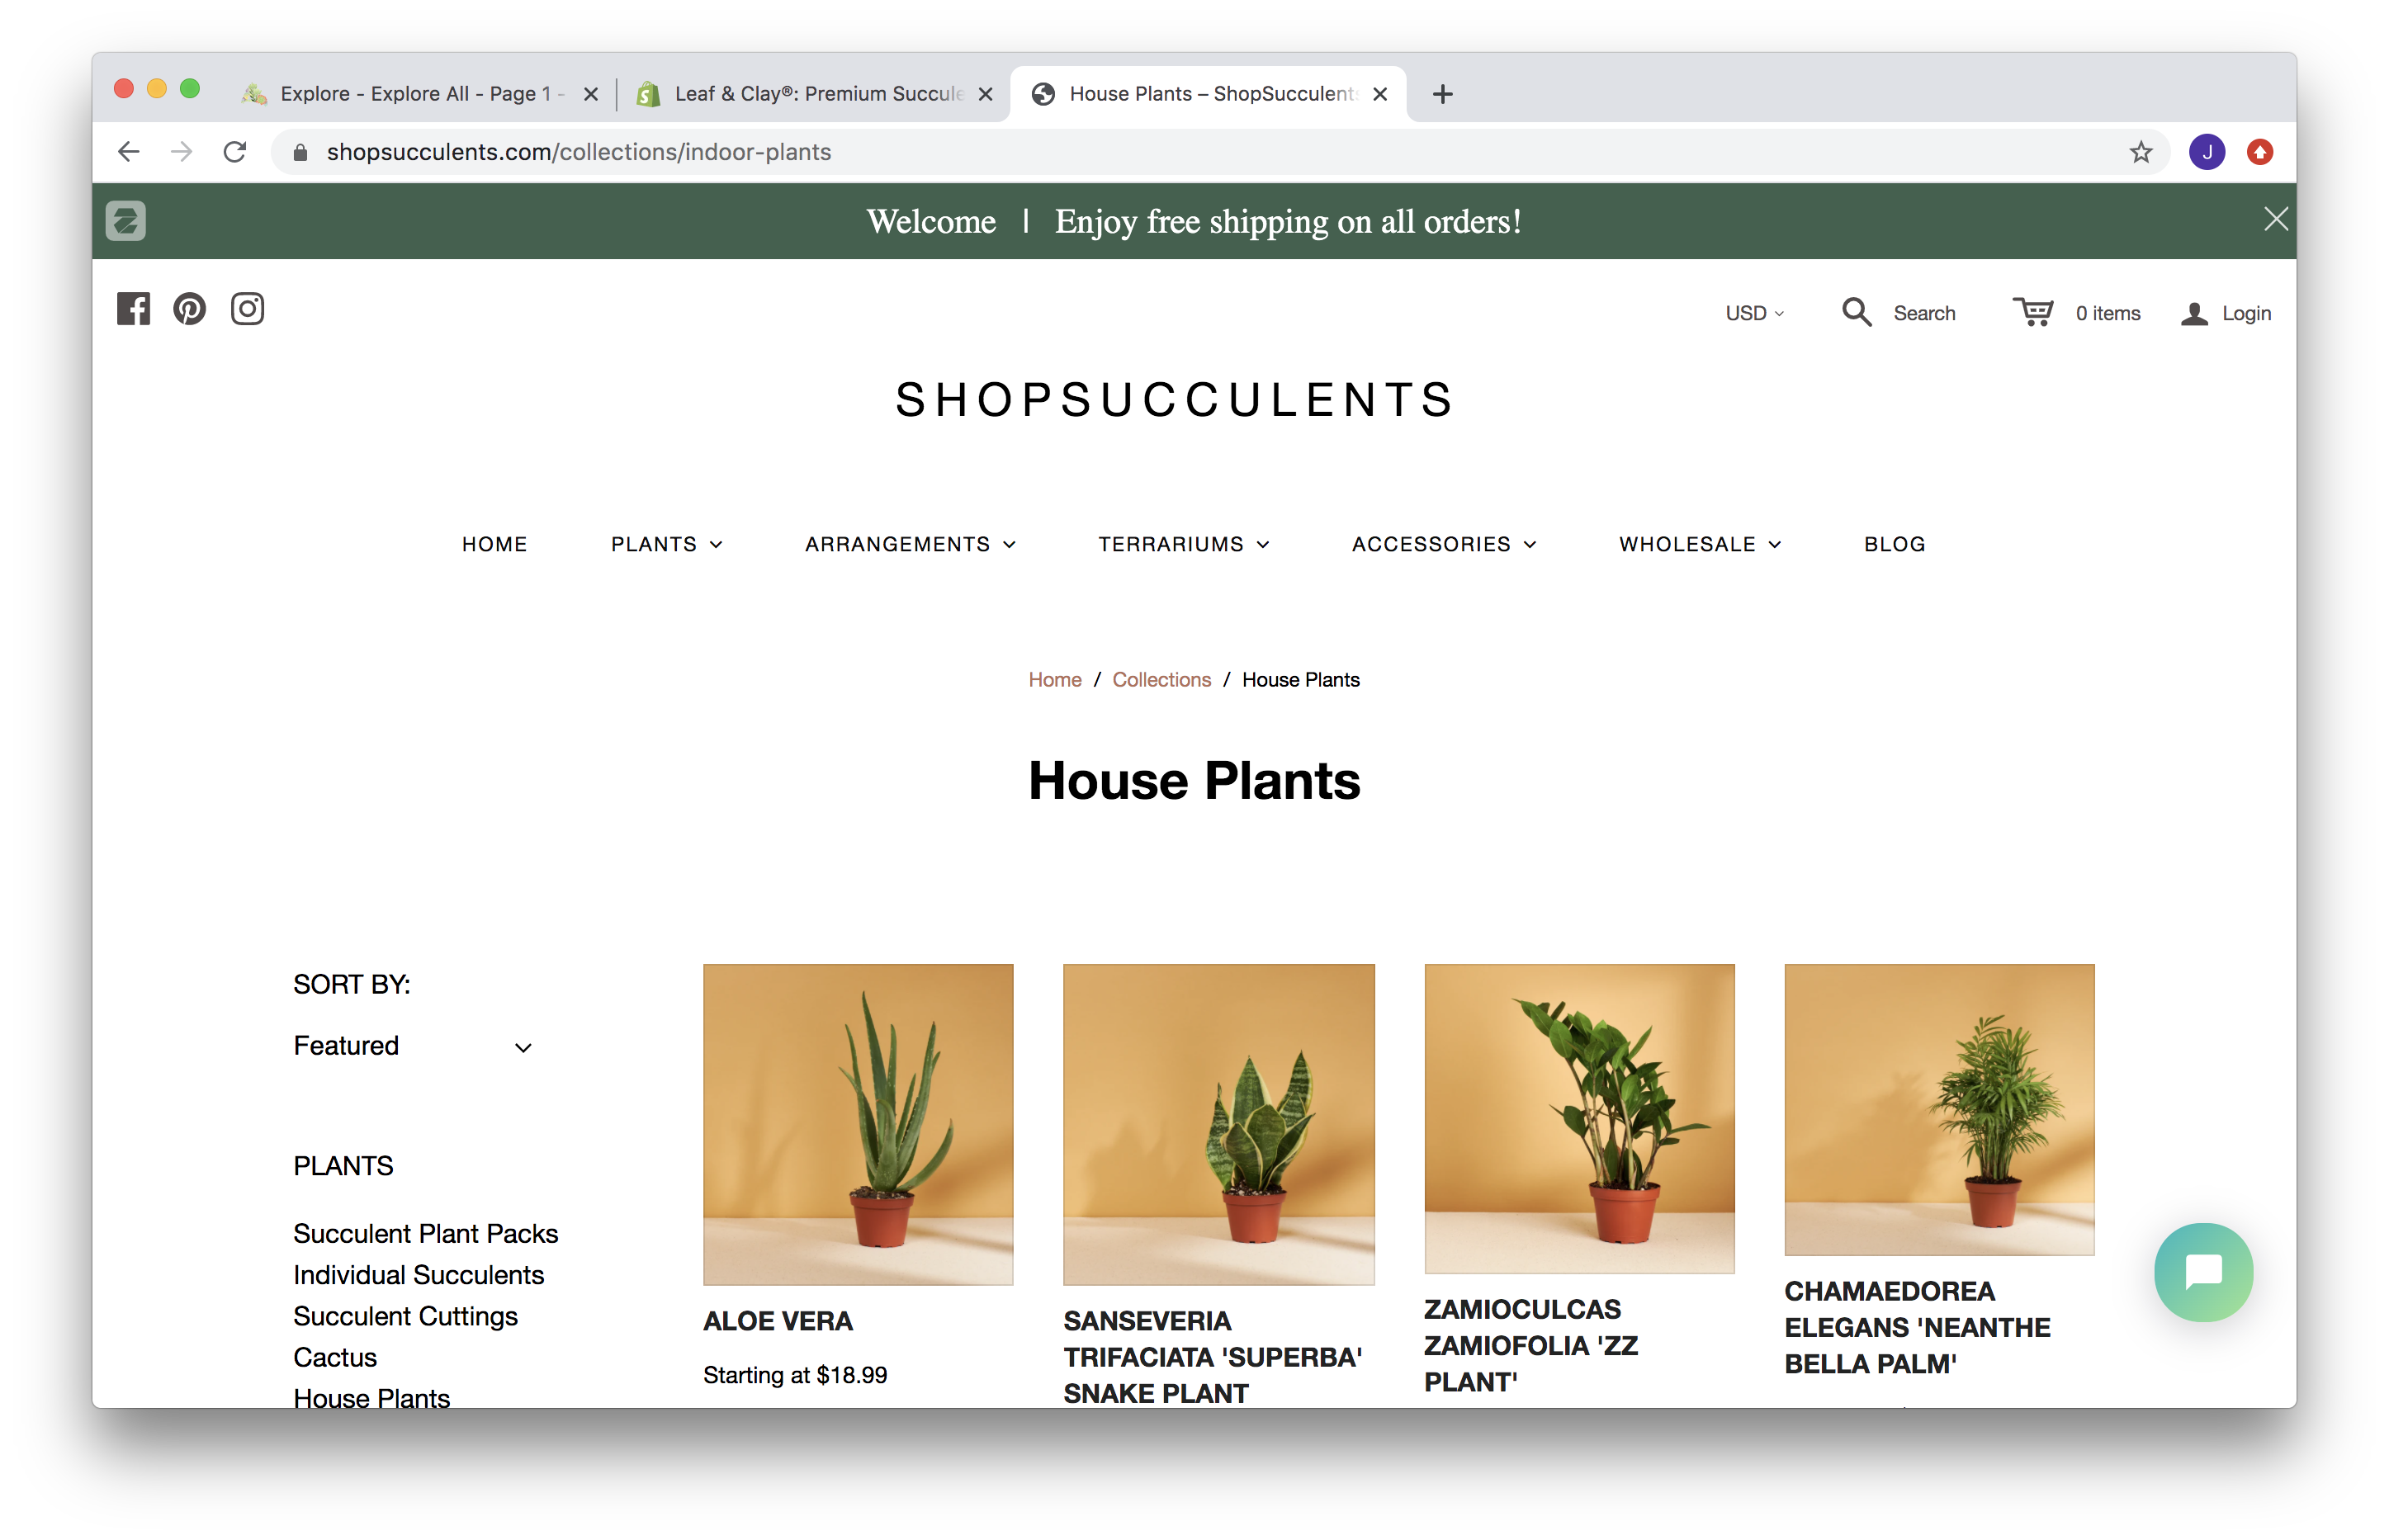 Explore - Explore All - Page 1 -
Leaf & Clay®: Premium Succule
House Plants – ShopSucculents
shopsucculents.com/collections/indoor-plants
J
Welcome | Enjoy free shipping on all orders!
USD
Search
0 items
Login
SHOPSUCCULENTS
HOME
PLANTS
ARRANGEMENTS
TERRARIUMS
ACCESSORIES
WHOLESALE
BLOG
Home / Collections / House Plants
House Plants
SORT BY:
Featured
PLANTS
Succulent Plant Packs
Individual Succulents
Succulent Cuttings
Cactus
House Plants
ALOE VERA
Starting at $18.99
SANSEVERIA
TRIFACIATA 'SUPERBA'
SNAKE PLANT
ZAMIOCULCAS
ZAMIOFOLIA 'ZZ
PLANT'
CHAMAEDOREA
ELEGANS 'NEANTHE
BELLA PALM'